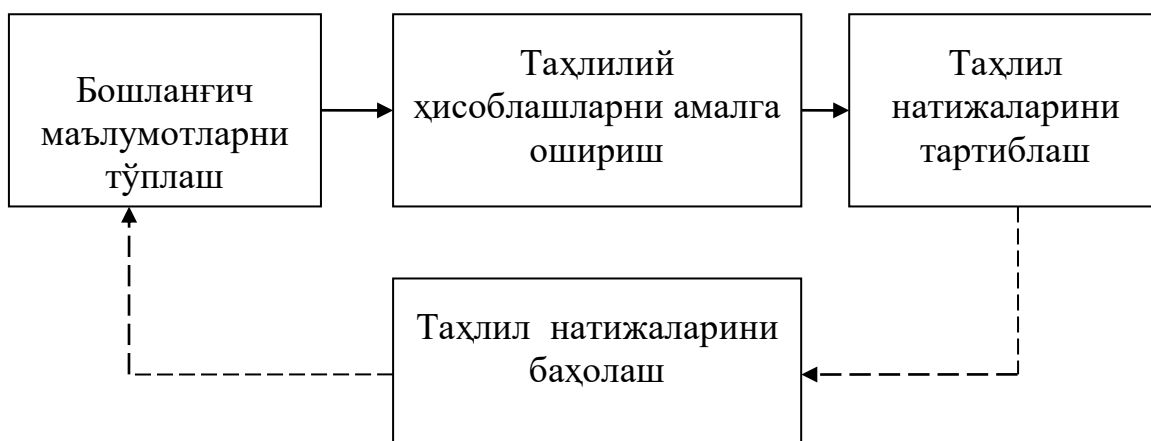 Бошланғич
маълумотларни
тўплаш
Таҳлилий
ҳисоблашларни амалга
ошириш
Таҳлил
натижаларини
тартиблаш
Таҳлил натижаларини
баҳолаш